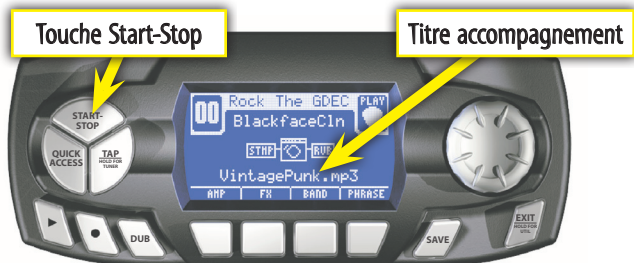 Touche Start-Stop
Titre accompagnement
START-
STOP
QUICK
ACCESS
TAP
HOLD FOR
TUNER
00
Rock The GDEC
PLAY
BlackfaceCln
STMP
RVB
VintagePunk.mp3
AMP
FX
BAND
PHRASE
DUB
SAVE
EXIT
HOLD FOR
UTIL